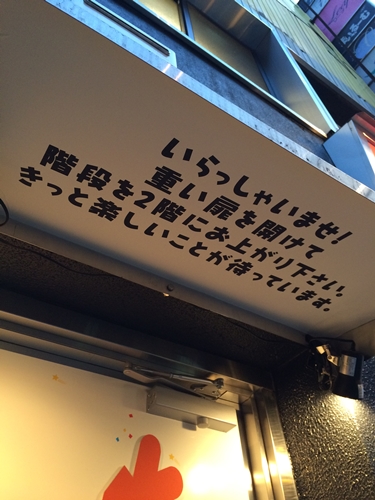 いらっしゃいませ!
重い扉を開けて
階段を2階にお上がり下さい。
きっと楽しいことが待っています。